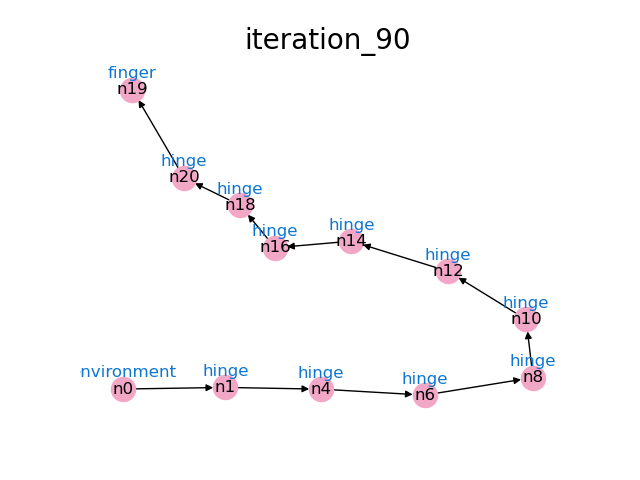 iteration_90
finger
n19
hinge
n20
hinge
n18
hinge
n16
hinge
n14
hinge
n12
hinge
n10
hinge
n8
nvironment
n0
hinge
n1
hinge
n4
hinge
n6